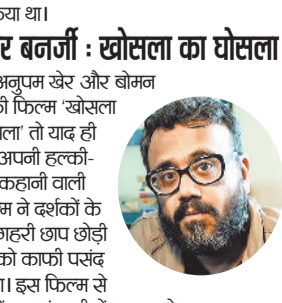 किया था।
र बनर्जी : खोसला का घोसला
अनुपम खेर और बोमन
की फिल्म 'खोसला
ला' तो याद ही
अपनी हल्की-
कहानी वाली
म ने दर्शकों के
गहरी छाप छोड़ी
को काफी पसंद
ा। इस फिल्म से